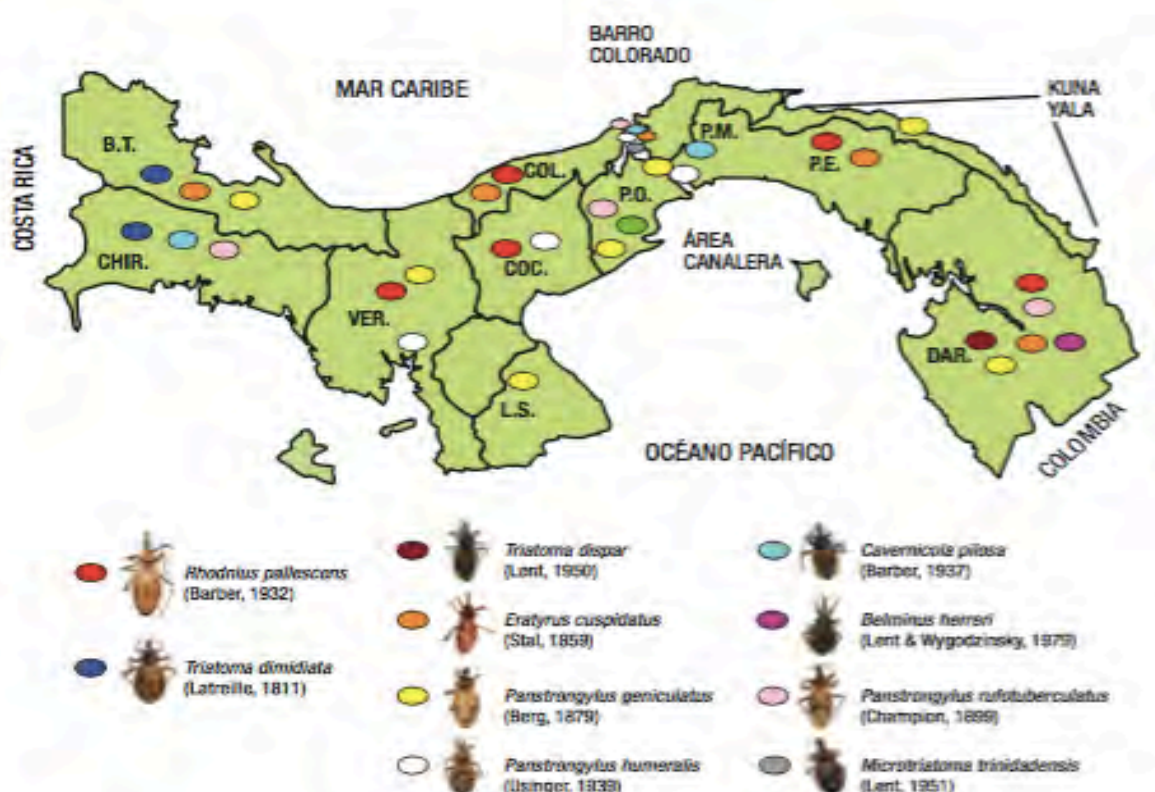 BARRO
COLORADO
MAR CARIBE
KUNA
YALA
COSTA RICA
B.T.
P.M.
P.E.
COL.
P.O.
ÁREA
CANALERA
CHIR.
COC.
VER.
DAR.
L.S.
OCÉANO PACÍFICO
COLOMBIA
Rhodnius pallescens
(Barber, 1932)
Triatoma dimidiata
(Latreille, 1811)
Triatoma dispar
(Lent, 1950)
Eratyrus cuspidatus
(Stal, 1859)
Panstrongylus geniculatus
(Berg, 1879)
Panstrongylus humeralis
(Usinger, 1939)
Cavernicola pilosa
(Barber, 1937)
Belminus herreri
(Lent & Wygodzinsky, 1979)
Panstrongylus rufotuberculatus
(Champion, 1899)
Microtriatoma trinidadensis
(Lent, 1951)